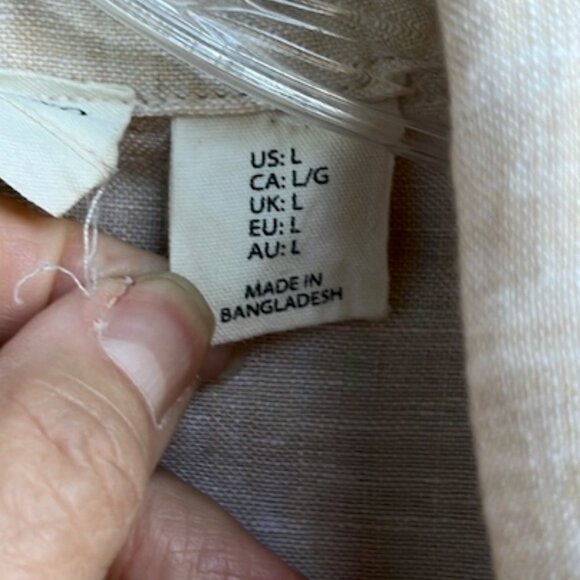 US: L
CA: L/G
UK: L
EU: L
AU: L
MADE IN
BANGLADESH